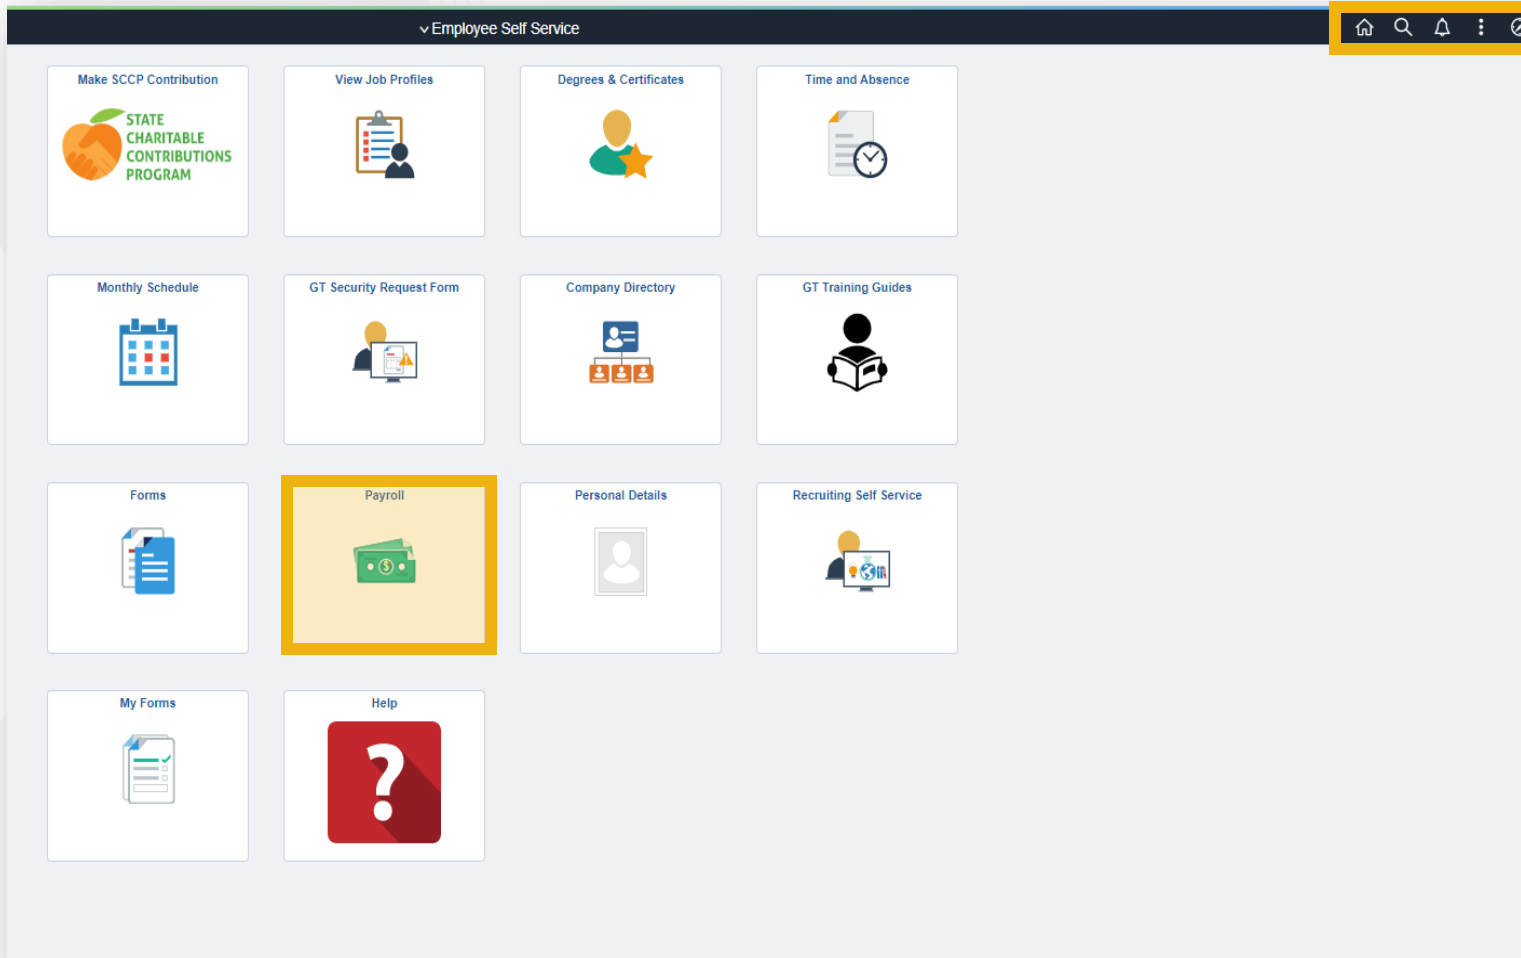 Employee Self Service
Make SCCP Contribution
View Job Profiles
Degrees & Certificates
Time and Absence
STATE
CHARITABLE
CONTRIBUTIONS
PROGRAM
Monthly Schedule
GT Security Request Form
Company Directory
GT Training Guides
Forms
Payroll
Personal Details
Recruiting Self Service
My Forms
Help